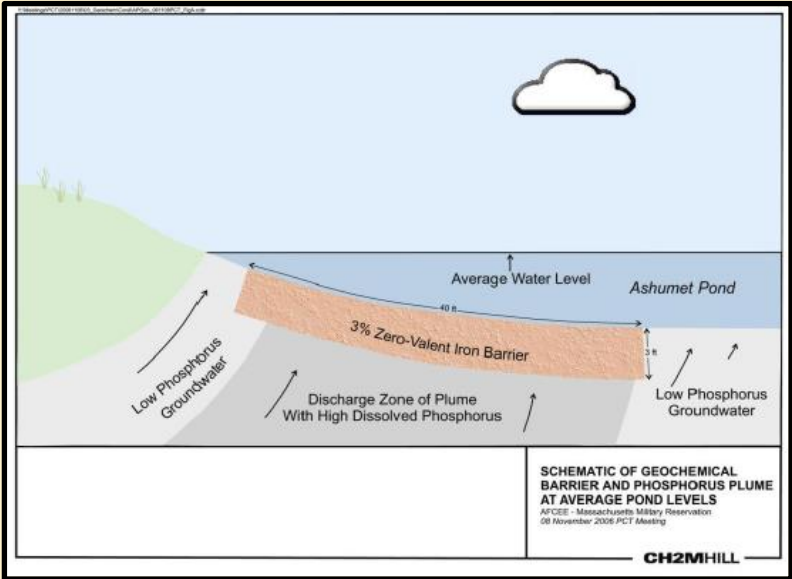 Average Water Level
Ashumet Pond
40 ft
3% Zero-Valent Iron Barrier
3 ft
Low Phosphorus
Groundwater
Discharge Zone of Plume
With High Dissolved Phosphorus
Low Phosphorus
Groundwater
SCHEMATIC OF GEOCHEMICAL
BARRIER AND PHOSPHORUS PLUME
AT AVERAGE POND LEVELS
AFCEE - Massachusetts Military Reservation
08 November 2006 PCT Meeting
CH2MHILL